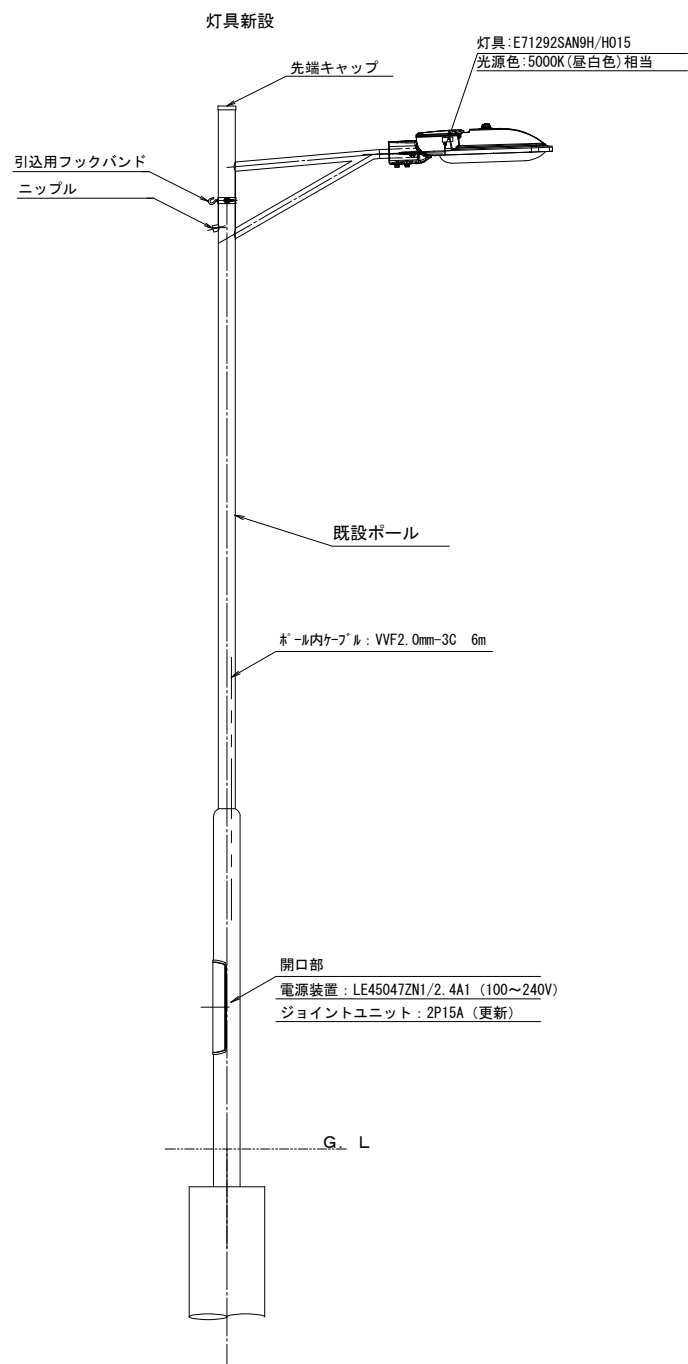 灯具新設
灯具:E71292SAN9H/H015
光源色:5000K(昼白色)相当
先端キャップ
引込用フックバンド
ニップル
既設ポール
ﾎﾟｰﾙ内ｹｰﾌﾞﾙ：VVF2.0mm-3C 6m
開口部
電源装置：LE45047ZN1/2.4A1（100～240V）
ジョイントユニット：2P15A（更新）
G. L